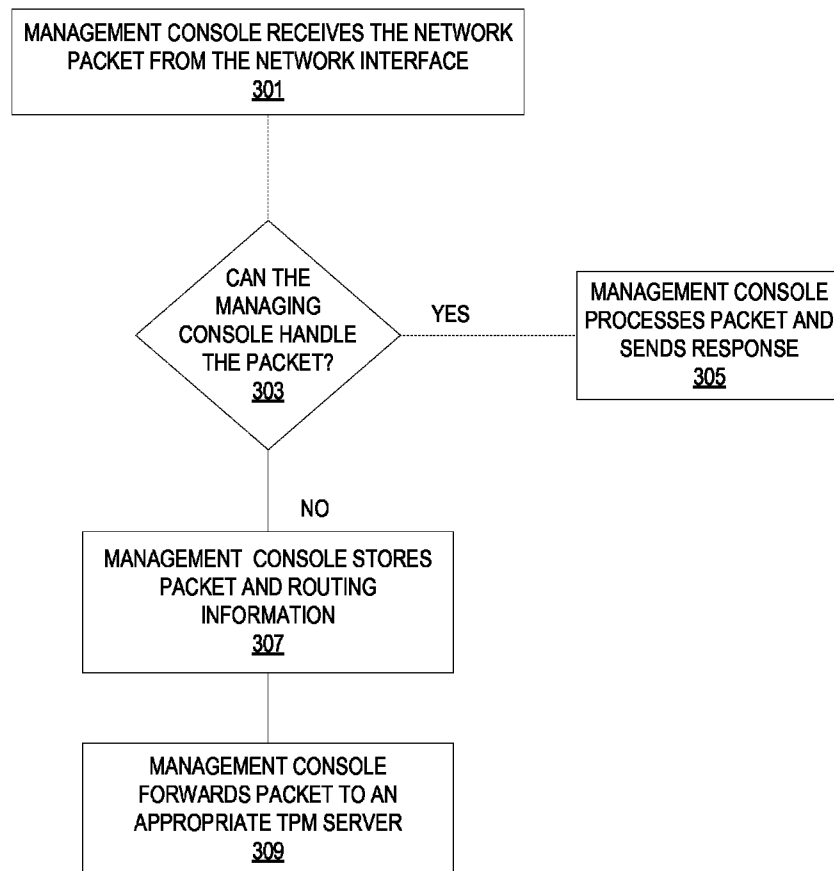 MANAGEMENT CONSOLE RECEIVES THE NETWORK
PACKET FROM THE NETWORK INTERFACE
301
CAN THE
MANAGING
CONSOLE HANDLE
THE PACKET?
303
YES
MANAGEMENT CONSOLE
PROCESSES PACKET AND
SENDS RESPONSE
305
NO
MANAGEMENT CONSOLE STORES
PACKET AND ROUTING
INFORMATION
307
MANAGEMENT CONSOLE
FORWARDS PACKET TO AN
APPROPRIATE TPM SERVER
309